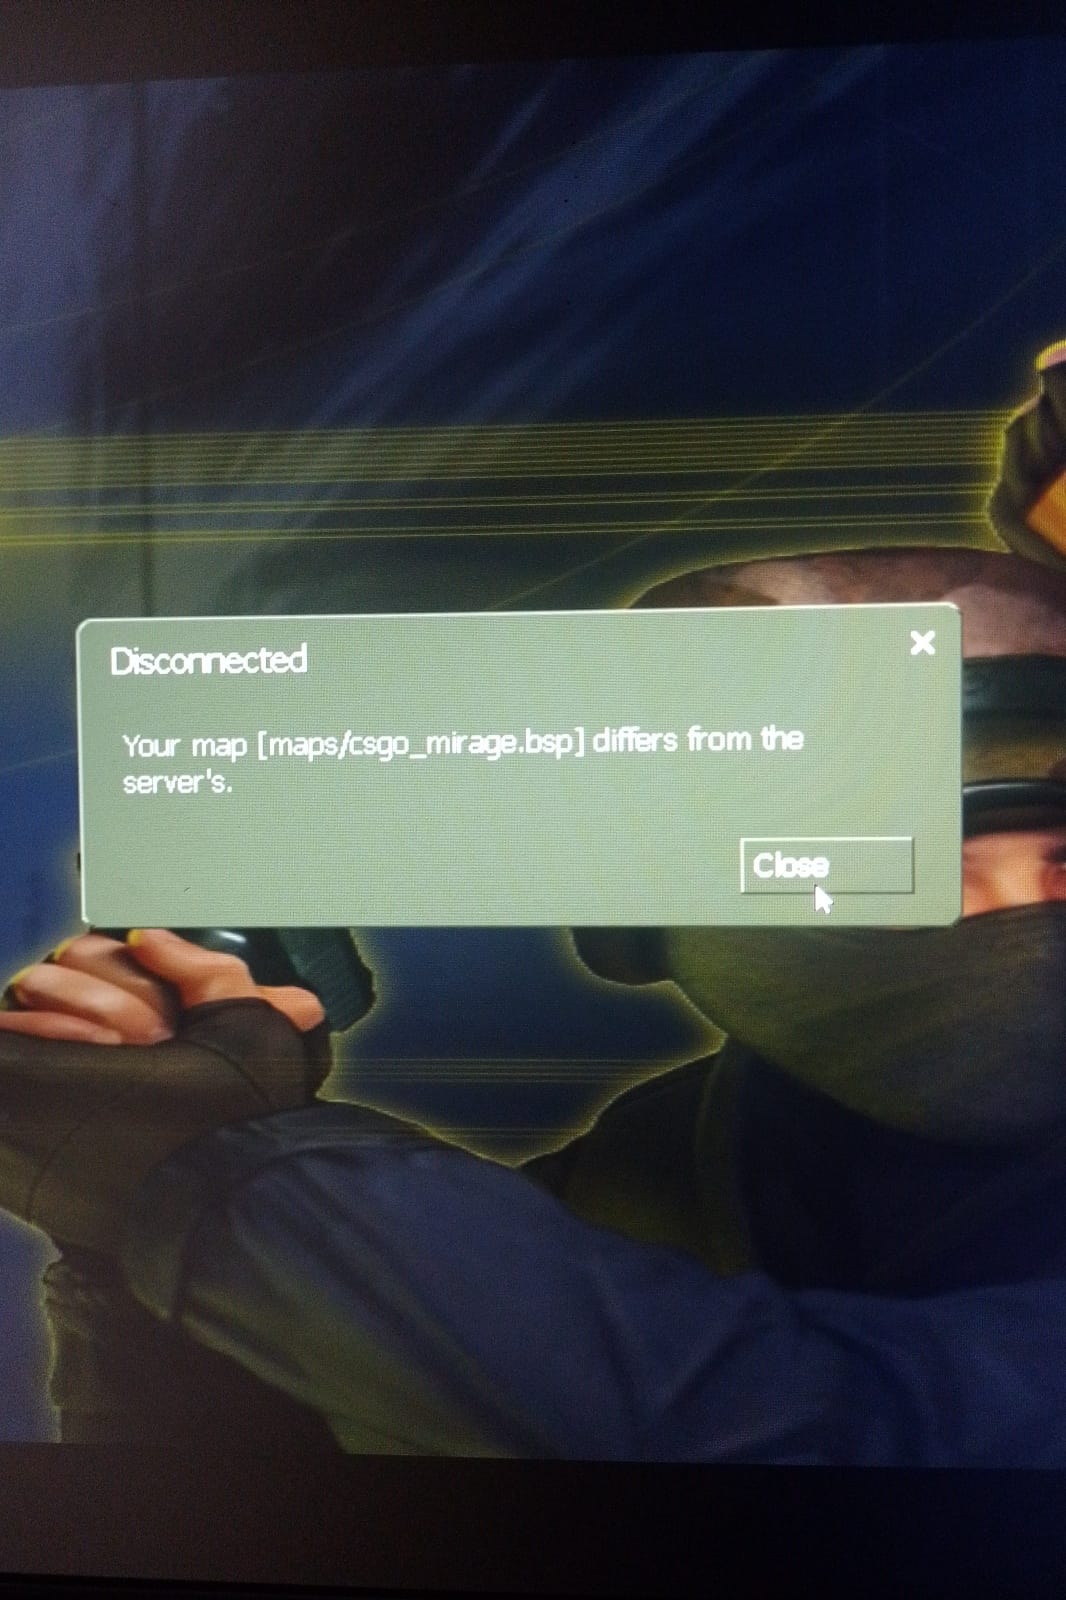 Disconnected
Your map [maps/csgo_mirage.bsp] differs from the
server's.
Close